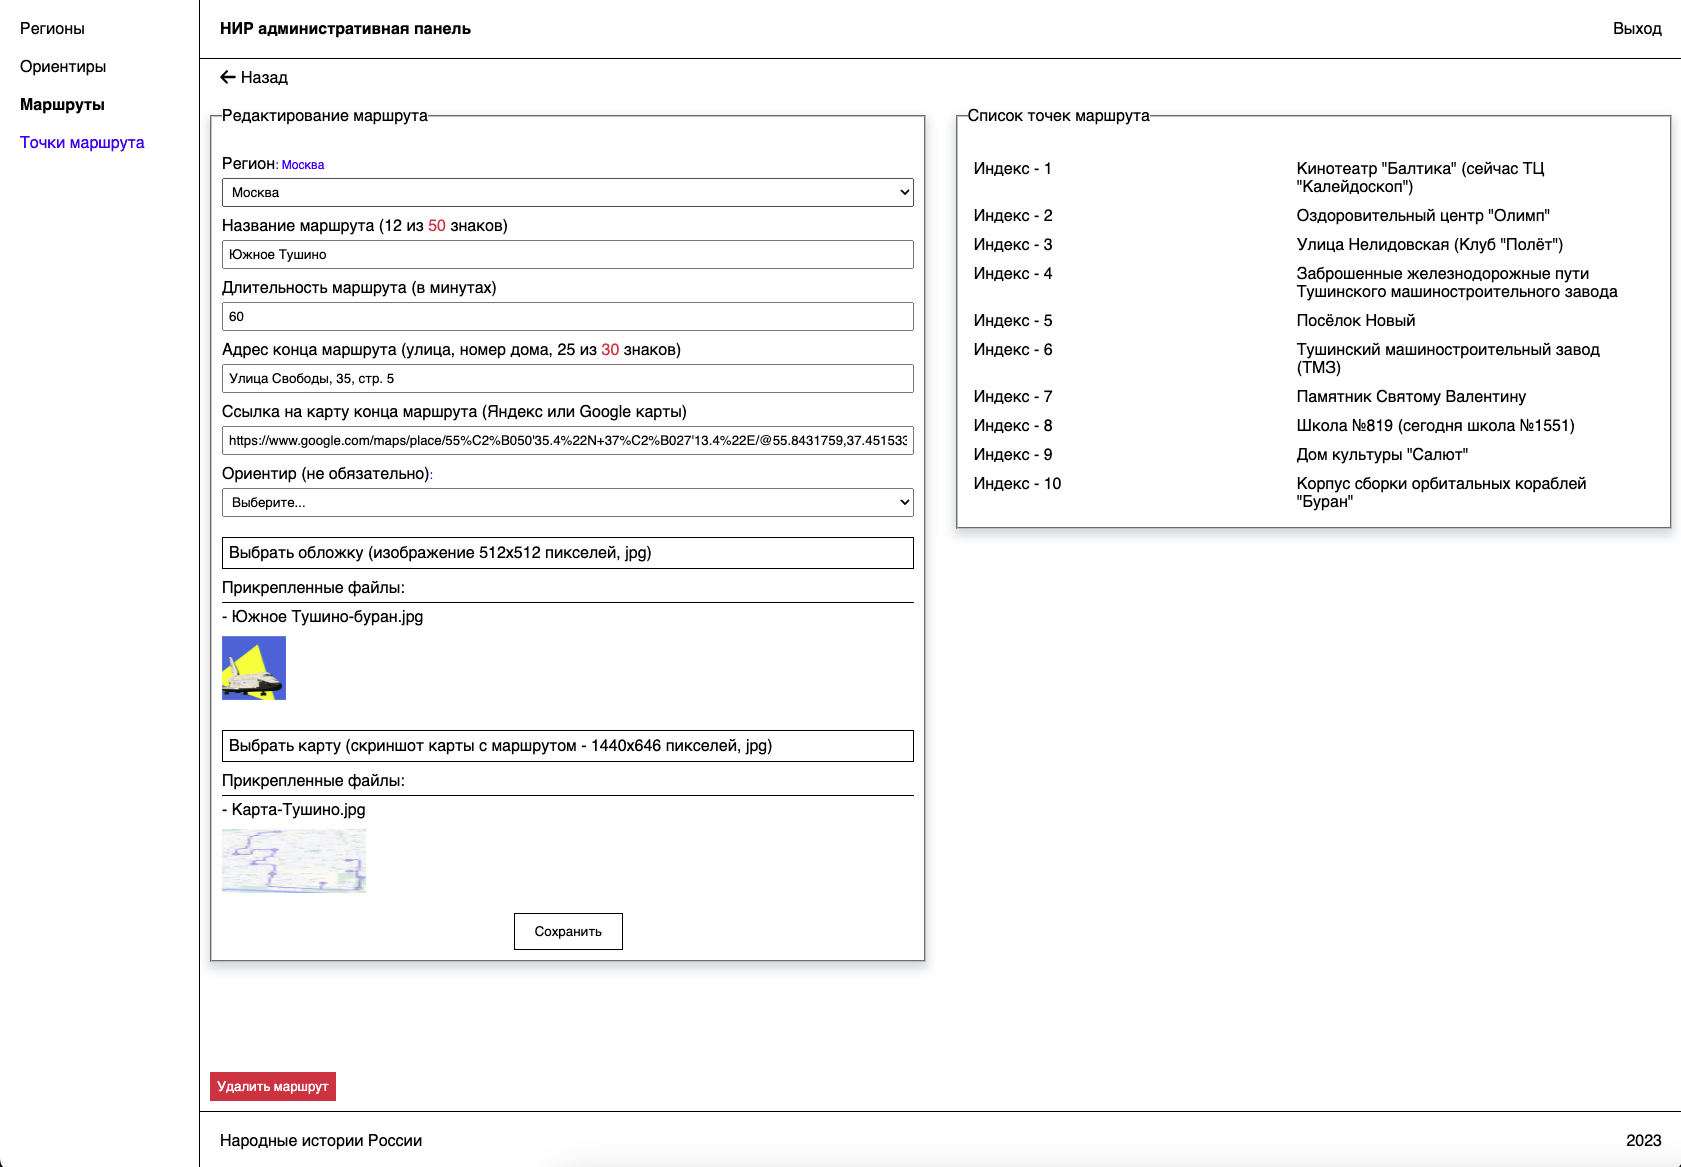 Регионы
Ориентиры
Маршруты
Точки маршрута
НИР административная панель
Выход
Назад
Редактирование маршрута
Регион: Москва
Москва
Название маршрута (12 из 50 знаков)
Южное Тушино
Длительность маршрута (в минутах)
60
Адрес конца маршрута (улица, номер дома, 25 из 30 знаков)
Улица Свободы, 35, стр. 5
Ссылка на карту конца маршрута (Яндекс или Google карты)
https://www.google.com/maps/place/55%C2%B050'35.4%22N+37%C2%B027'13.4%22E/@55.8431759,37.451533
Ориентир (не обязательно):
Выберите...
Выбрать обложку (изображение 512x512 пикселей, jpg)
Прикрепленные файлы:
- Южное Тушино-буран.jpg
Выбрать карту (скриншот карты с маршрутом - 1440x646 пикселей, jpg)
Прикрепленные файлы:
- Карта-Тушино.jpg
Сохранить
Список точек маршрута
Индекс - 1 Кинотеатр "Балтика" (сейчас ТЦ
"Калейдоскоп")
Индекс - 2 Оздоровительный центр "Олимп"
Индекс - 3 Улица Нелидовская (Клуб "Полёт")
Индекс - 4 Заброшенные железнодорожные пути
Тушинского машиностроительного завода
Индекс - 5 Посёлок Новый
Индекс - 6 Тушинский машиностроительный завод
(ТМЗ)
Индекс - 7 Памятник Святому Валентину
Индекс - 8 Школа №819 (сегодня школа №1551)
Индекс - 9 Дом культуры "Салют"
Индекс - 10 Корпус сборки орбитальных кораблей
"Буран"
Удалить маршрут
Народные истории России
2023